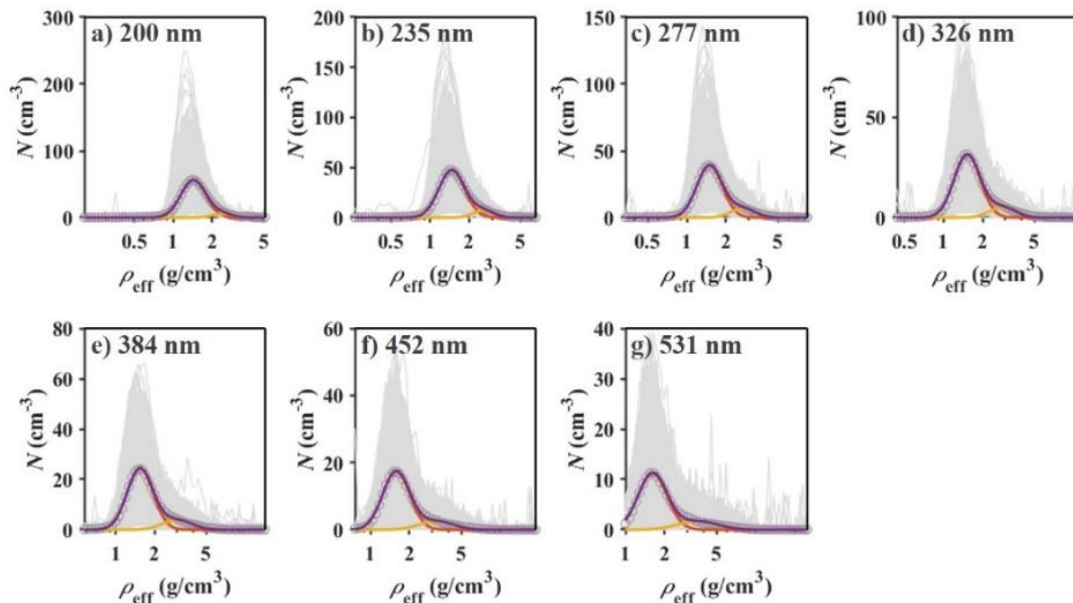 a) 200 nm
300
200
100
0
N (cm-3)
0.5 1 2 5
ρeff (g/cm3)
b) 235 nm
200
150
100
50
0
N (cm-3)
0.5 1 2 5
ρeff (g/cm3)
c) 277 nm
150
100
50
0
N (cm-3)
0.5 1 2 5
ρeff (g/cm3)
d) 326 nm
100
50
0
N (cm-3)
0.5 1 2 5
ρeff (g/cm3)
e) 384 nm
80
60
40
20
0
N (cm-3)
1 2 5
ρeff (g/cm3)
f) 452 nm
60
40
20
0
N (cm-3)
1 2 5
ρeff (g/cm3)
g) 531 nm
40
30
20
10
0
N (cm-3)
1 2 5
ρeff (g/cm3)